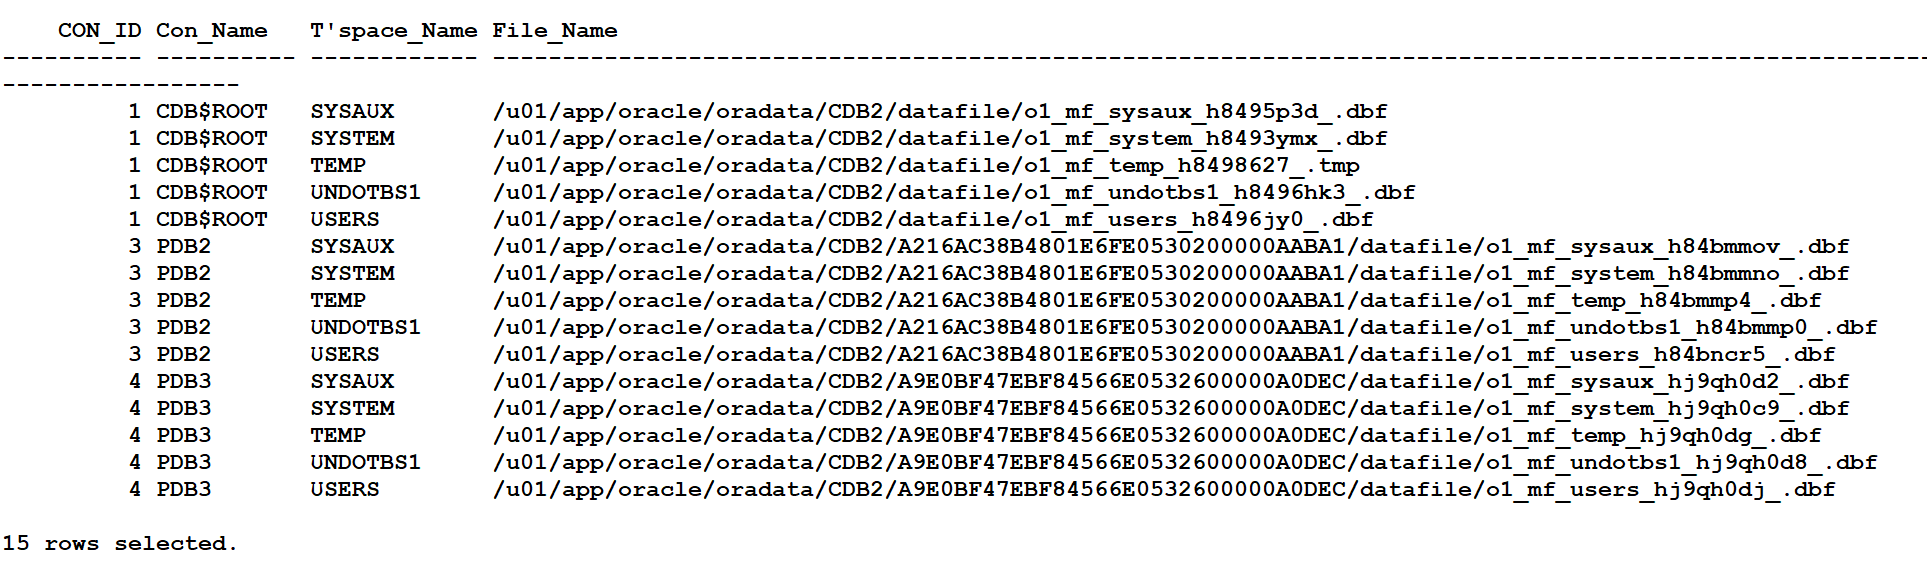 CON_ID Con_Name   T'space_Name File_Name
---------- ---------- ------------ -------------------------------------------------------------------------------------------------------
-----------------
         1 CDB$ROOT   SYSAUX       /u01/app/oracle/oradata/CDB2/datafile/o1_mf_sysaux_h8495p3d_.dbf
         1 CDB$ROOT   SYSTEM       /u01/app/oracle/oradata/CDB2/datafile/o1_mf_system_h8493ymx_.dbf
         1 CDB$ROOT   TEMP         /u01/app/oracle/oradata/CDB2/datafile/o1_mf_temp_h8498627_.tmp
         1 CDB$ROOT   UNDOTBS1     /u01/app/oracle/oradata/CDB2/datafile/o1_mf_undotbs1_h8496hk3_.dbf
         1 CDB$ROOT   USERS        /u01/app/oracle/oradata/CDB2/datafile/o1_mf_users_h8496jy0_.dbf
         3 PDB2       SYSAUX       /u01/app/oracle/oradata/CDB2/A216AC38B4801E6FE0530200000AABA1/datafile/o1_mf_sysaux_h84bmmov_.dbf
         3 PDB2       SYSTEM       /u01/app/oracle/oradata/CDB2/A216AC38B4801E6FE0530200000AABA1/datafile/o1_mf_system_h84bmmno_.dbf
         3 PDB2       TEMP         /u01/app/oracle/oradata/CDB2/A216AC38B4801E6FE0530200000AABA1/datafile/o1_mf_temp_h84bmmp4_.dbf
         3 PDB2       UNDOTBS1     /u01/app/oracle/oradata/CDB2/A216AC38B4801E6FE0530200000AABA1/datafile/o1_mf_undotbs1_h84bmmp0_.dbf
         3 PDB2       USERS        /u01/app/oracle/oradata/CDB2/A216AC38B4801E6FE0530200000AABA1/datafile/o1_mf_users_h84bncr5_.dbf
         4 PDB3       SYSAUX       /u01/app/oracle/oradata/CDB2/A9E0BF47EBF84566E0532600000A0DEC/datafile/o1_mf_sysaux_hj9qh0d2_.dbf
         4 PDB3       SYSTEM       /u01/app/oracle/oradata/CDB2/A9E0BF47EBF84566E0532600000A0DEC/datafile/o1_mf_system_hj9qh0c9_.dbf
         4 PDB3       TEMP         /u01/app/oracle/oradata/CDB2/A9E0BF47EBF84566E0532600000A0DEC/datafile/o1_mf_temp_hj9qh0dg_.dbf
         4 PDB3       UNDOTBS1     /u01/app/oracle/oradata/CDB2/A9E0BF47EBF84566E0532600000A0DEC/datafile/o1_mf_undotbs1_hj9qh0d8_.dbf
         4 PDB3       USERS        /u01/app/oracle/oradata/CDB2/A9E0BF47EBF84566E0532600000A0DEC/datafile/o1_mf_users_hj9qh0dj_.dbf

15 rows selected.